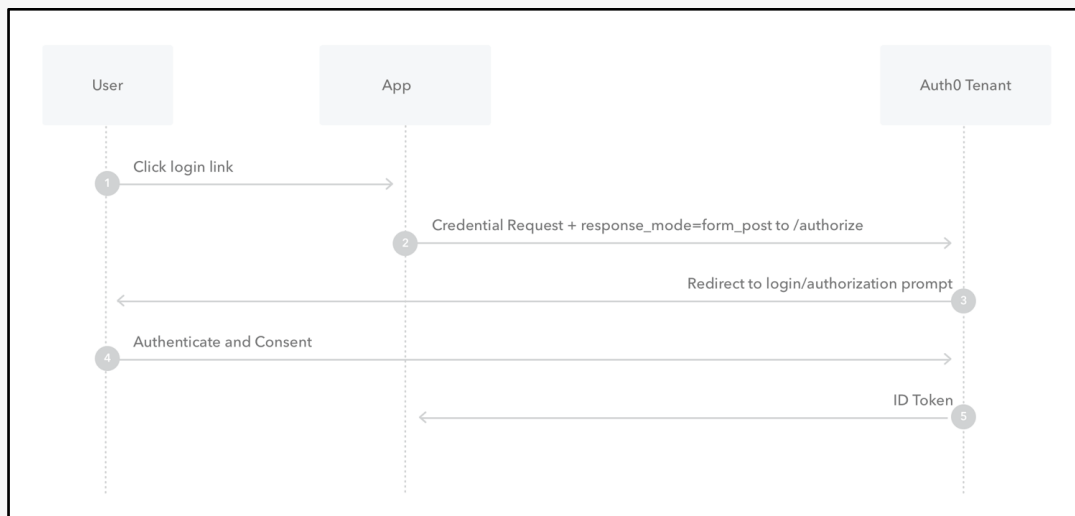 User
App
Auth0 Tenant
Click login link
1
Credential Request + response_mode=form_post to /authorize
2
Redirect to login/authorization prompt
3
Authenticate and Consent
4
ID Token
5